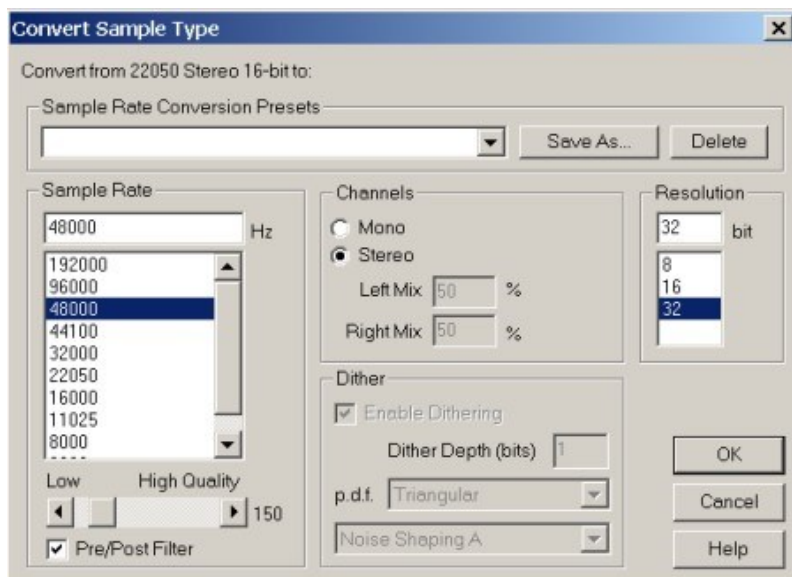 Convert Sample Type
Convert from 22050 Stereo 16-bit to:
Sample Rate Conversion Presets
Save As...
Delete
Sample Rate
48000 Hz
192000
96000
48000
44100
32000
22050
16000
11025
8000
Low High Quality
150
Pre/Post Filter
Channels
Mono
Stereo
Left Mix 50 %
Right Mix 50 %
Dither
Enable Dithering
Dither Depth (bits) 1
p.d.f. Triangular
Noise Shaping A
Resolution
32 bit
8
16
32
OK
Cancel
Help